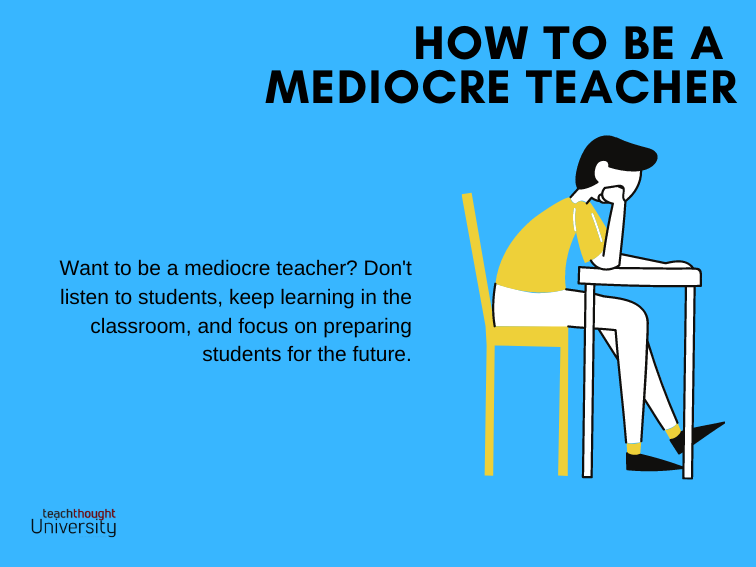 HOW TO BE A
MEDIOCRE TEACHER
Want to be a mediocre teacher? Don't
listen to students, keep learning in the
classroom, and focus on preparing
students for the future.
teachthought
University